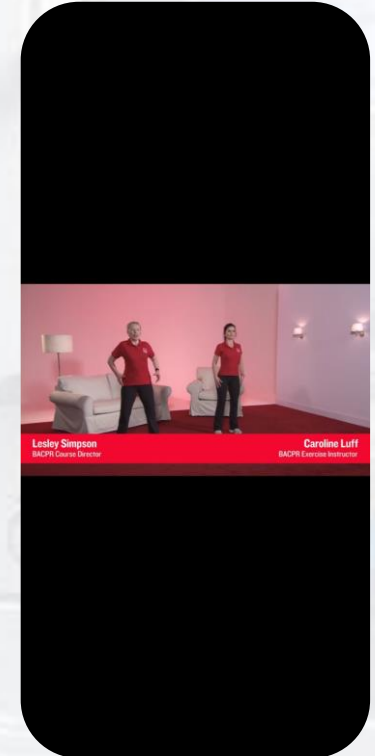 Lesley Simpson
BACPR Course Director
Caroline Luff
BACPR Exercise Instructor